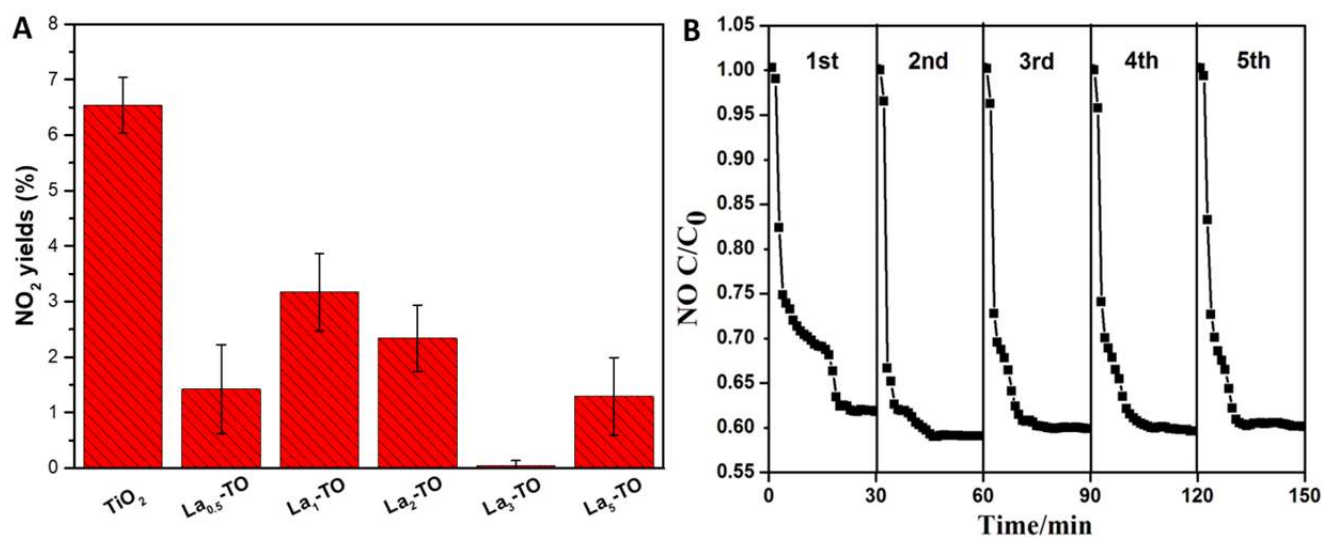 A
8
7
6
5
4
3
2
1
0
NO₂ yields (%)
TiO₂
La₀.₅-TO
La₁-TO
La₂-TO
La₃-TO
La₅-TO
B
1.05
1.00
0.95
0.90
0.85
0.80
0.75
0.70
0.65
0.60
0.55
NO C/C₀
1st
2nd
3rd
4th
5th
0
30
60
90
120
150
Time/min